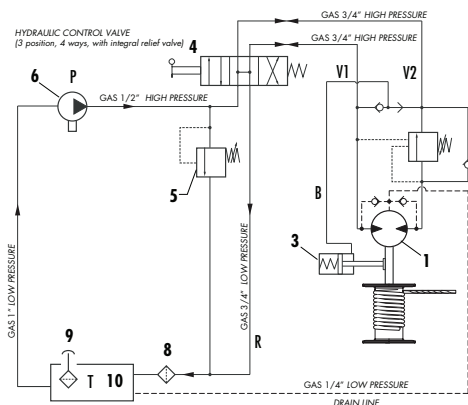 GAS 3/4" HIGH PRESSURE
HYDRAULIC CONTROL VALVE
(3 position, 4 ways, with integral relief valve)
4
GAS 3/4" HIGH PRESSURE
6
P
V1
V2
GAS 1/2" HIGH PRESSURE
5
B
3
1
GAS 1" LOW PRESSURE
GAS 3/4" LOW PRESSURE
9
8
R
T
10
GAS 1/4" LOW PRESSURE
DRAIN LINE